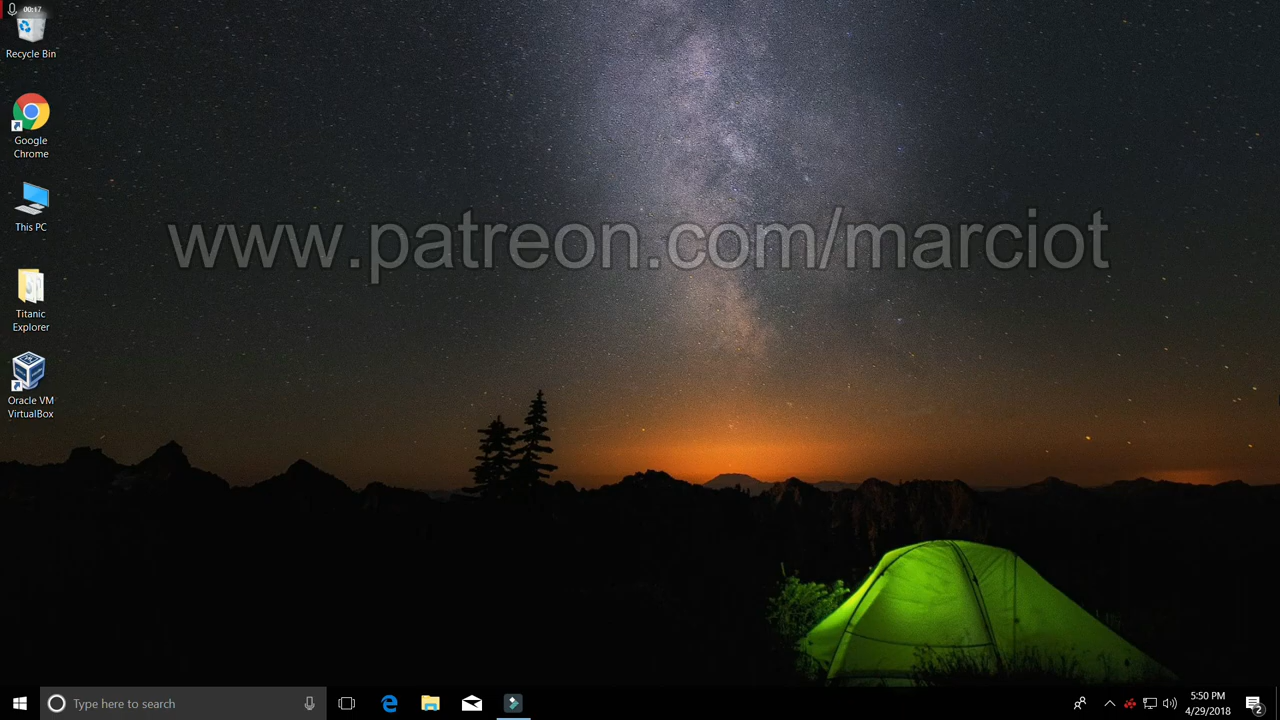 00:17
Recycle Bin
Google
Chrome
This PC
www.patreon.com/marciot
Titanic
Explorer
Oracle VM
VirtualBox
Type here to search
5:50 PM
4/29/2018
2